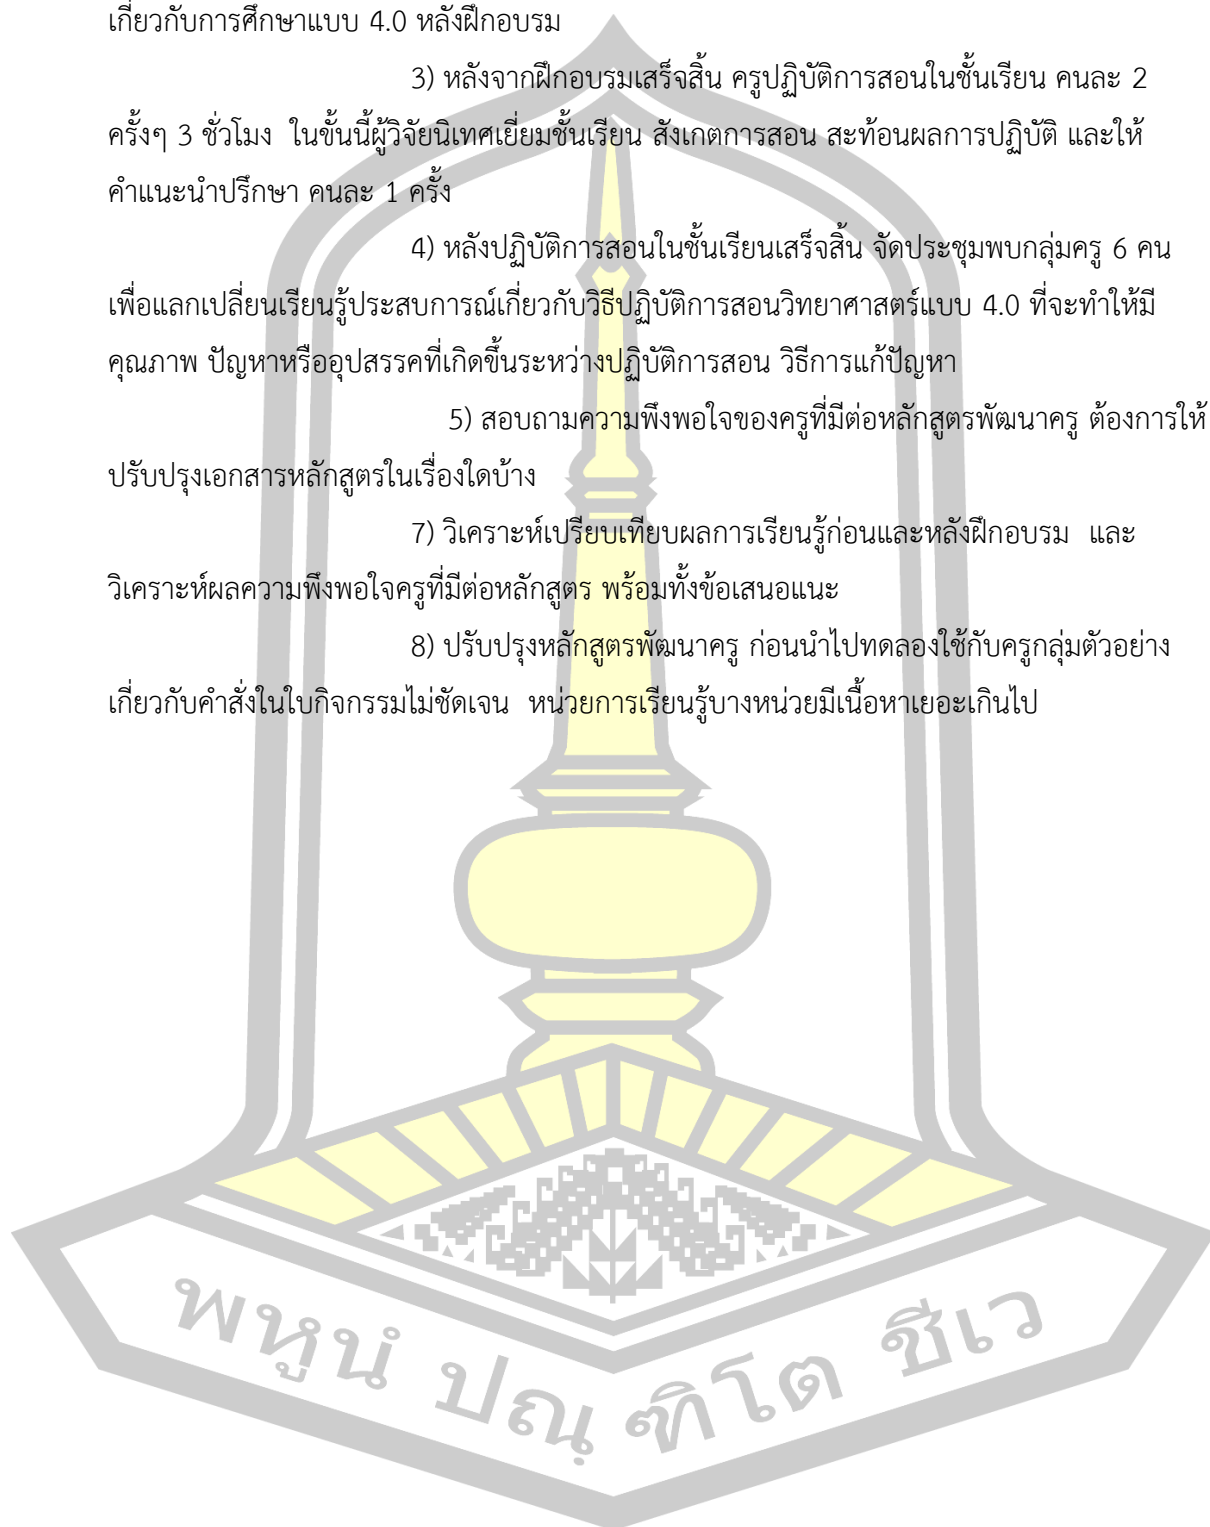 เกี่ยวกับการศึกษาแบบ 4.0 หลังฝึกอบรม
3) หลังจากฝึกอบรมเสร็จสิ้น ครูปฏิบัติการสอนในชั้นเรียน คนละ 2
ครั้งๆ 3 ชั่วโมง ในขั้นนี้ผู้วิจัยนิเทศเยี่ยมชั้นเรียน สังเกตการสอน สะท้อนผลการปฏิบัติ และให้
คำแนะนำปรึกษา คนละ 1 ครั้ง
4) หลังปฏิบัติการสอนในชั้นเรียนเสร็จสิ้น จัดประชุมพบกลุ่มครู 6 คน
เพื่อแลกเปลี่ยนเรียนรู้ประสบการณ์เกี่ยวกับวิธีปฏิบัติการสอนวิทยาศาสตร์แบบ 4.0 ที่จะทำให้มี
คุณภาพ ปัญหาหรืออุปสรรคที่เกิดขึ้นระหว่างปฏิบัติการสอน วิธีการแก้ปัญหา
5) สอบถามความพึงพอใจของครูที่มีต่อหลักสูตรพัฒนาครู ต้องการให้
ปรับปรุงเอกสารหลักสูตรในเรื่องใดบ้าง
7) วิเคราะห์เปรียบเทียบผลการเรียนรู้ก่อนและหลังฝึกอบรม และ
วิเคราะห์ผลความพึงพอใจครูที่มีต่อหลักสูตร พร้อมทั้งข้อเสนอแนะ
8) ปรับปรุงหลักสูตรพัฒนาครู ก่อนนำไปทดลองใช้กับครูกลุ่มตัวอย่าง
เกี่ยวกับคำสั่งในใบกิจกรรมไม่ชัดเจน หน่วยการเรียนรู้บางหน่วยมีเนื้อหาเยอะเกินไป
พหูนํ ปณฺฑิโต ชีเว